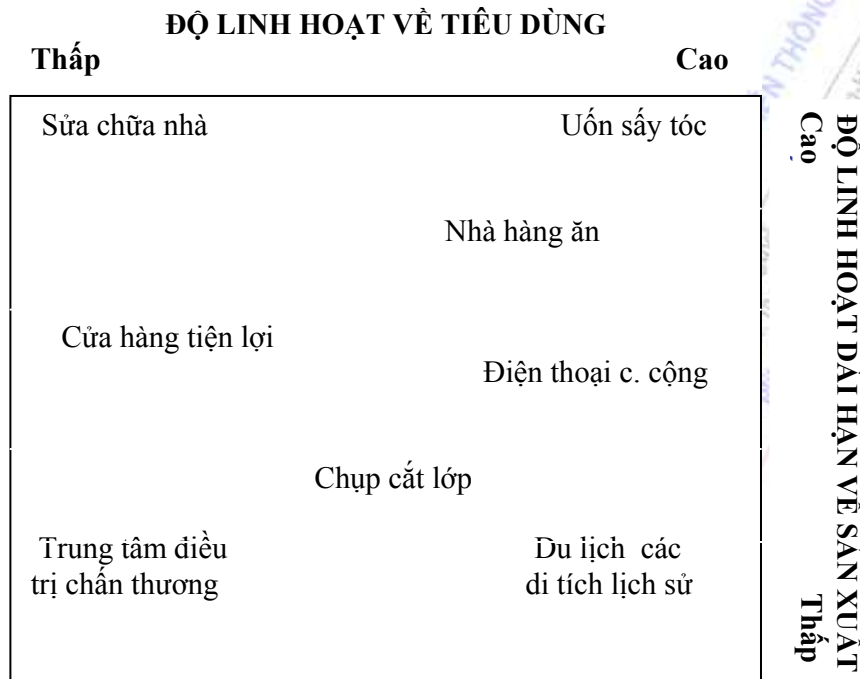 ĐỘ LINH HOẠT VỀ TIÊU DÙNG
Thấp Cao
Sửa chữa nhà Uốn sấy tóc
Nhà hàng ăn
Cửa hàng tiện lợi
Điện thoại c. cộng
Chụp cắt lớp
Trung tâm điều
trị chấn thương
Du lịch các
di tích lịch sử
ĐỘ LINH HOẠT DÀI HẠN VỀ SẢN XUẤT
Cao Thấp